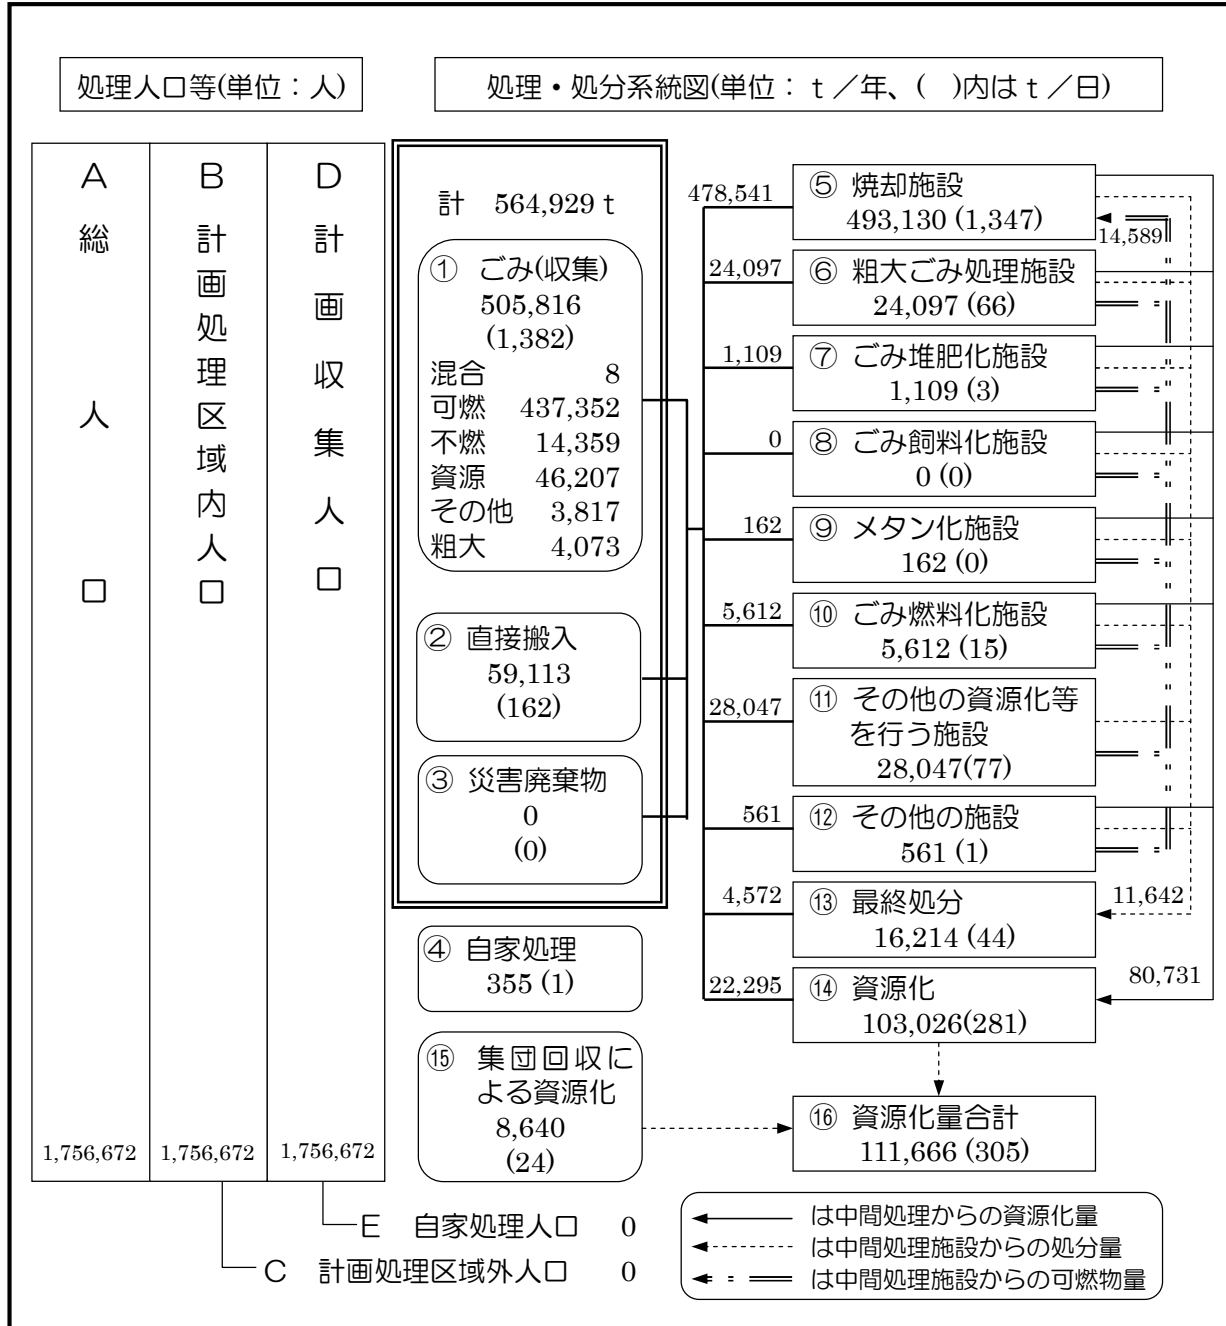 処理人口等(単位：人)
処理・処分系統図(単位：ｔ／年、(　)内はｔ／日)
A 総人口
1,756,672
B 計画処理区域内人口
1,756,672
D 計画収集人口
1,756,672
E 自家処理人口 0
C 計画処理区域外人口 0
計 564,929 t
① ごみ(収集)
505,816
(1,382)
混合 8
可燃 437,352
不燃 14,359
資源 46,207
その他 3,817
粗大 4,073
② 直接搬入
59,113
(162)
③ 災害廃棄物
0
(0)
④ 自家処理
355 (1)
⑮ 集団回収に
よる資源化
8,640
(24)
478,541
⑤ 焼却施設
493,130 (1,347)
14,589
24,097
⑥ 粗大ごみ処理施設
24,097 (66)
1,109
⑦ ごみ堆肥化施設
1,109 (3)
0
⑧ ごみ飼料化施設
0 (0)
162
⑨ メタン化施設
162 (0)
5,612
⑩ ごみ燃料化施設
5,612 (15)
28,047
⑪ その他の資源化等
を行う施設
28,047(77)
561
⑫ その他の施設
561 (1)
4,572
⑬ 最終処分
16,214 (44)
11,642
22,295
⑭ 資源化
103,026(281)
80,731
⑯ 資源化量合計
111,666 (305)
は中間処理からの資源化量
は中間処理施設からの処分量
は中間処理施設からの可燃物量